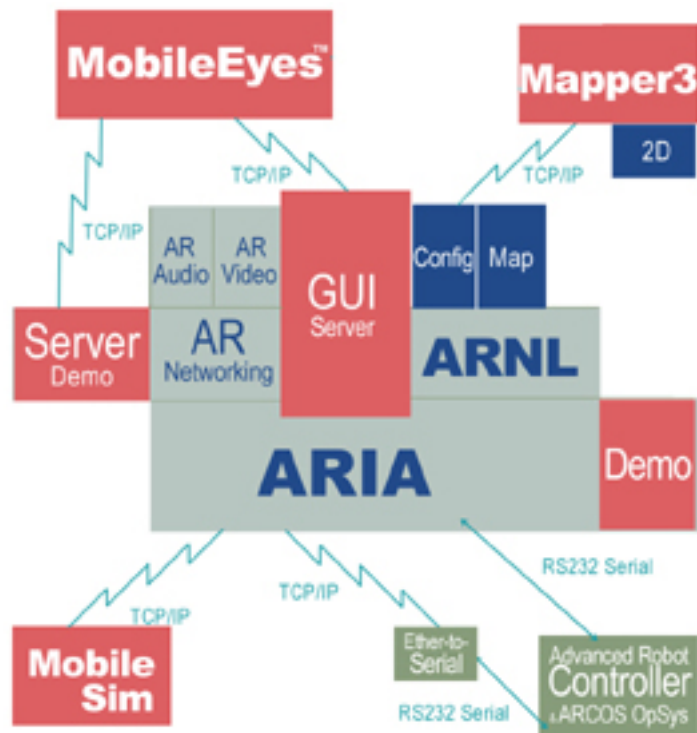 MobileEyes™
Mapper3
2D
TCP/IP
TCP/IP
TCP/IP
AR
Audio
AR
Video
GUI
Server
Config
Map
Server
Demo
AR
Networking
ARNL
ARIA
Demo
RS232 Serial
TCP/IP
TCP/IP
Mobile
Sim
Ether-to-
Serial
RS232 Serial
Advanced Robot
Controller
& ARCOS OpSys